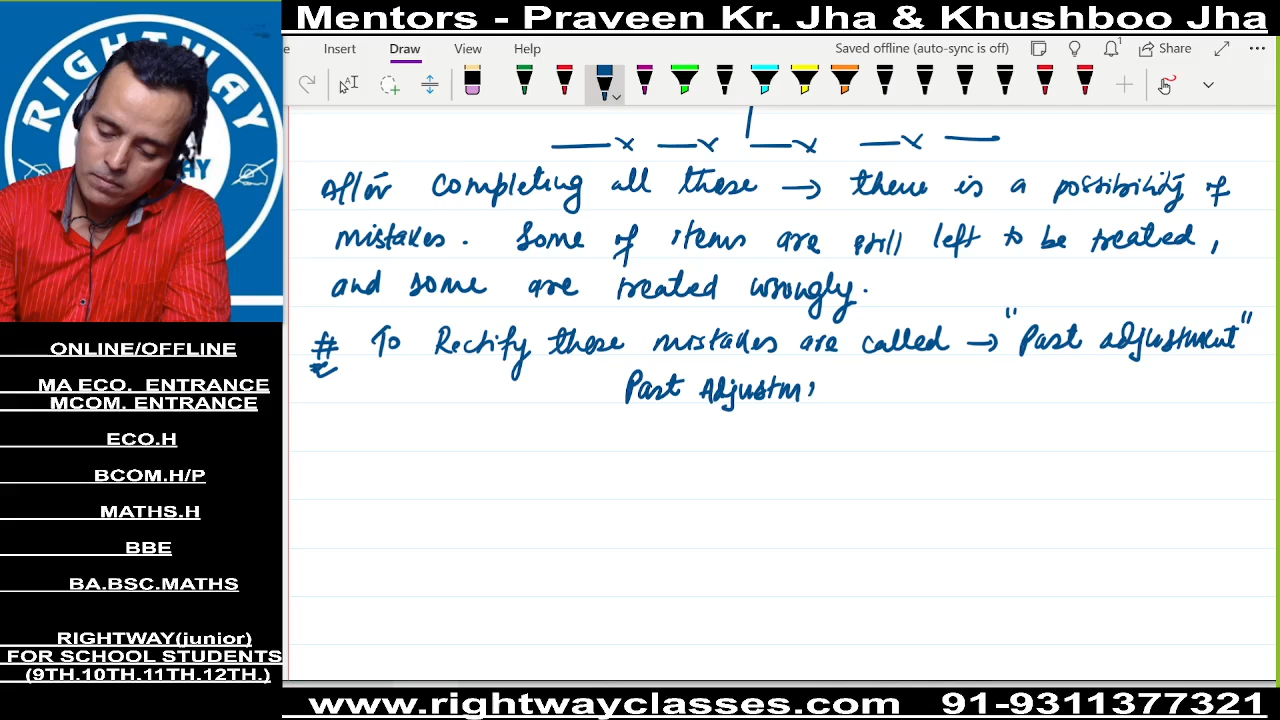 Mentors - Praveen Kr. Jha & Khushboo Jha
RIGHTWAY
Insert Draw View Help Saved offline (auto-sync is off) Share
After completing all these → there is a possibility of
mistakes. Some of items are still left to be treated,
and some are treated wrongly.
# To Rectify these mistakes are called → "Past adjustment"
Past Adjustm
ONLINE/OFFLINE
MA ECO. ENTRANCE
MCOM. ENTRANCE
ECO.H
BCOM.H/P
MATHS.H
BBE
BA.BSC.MATHS
RIGHTWAY(junior)
FOR SCHOOL STUDENTS
(9TH.10TH.11TH.12TH.)
www.rightwayclasses.com 91-9311377321